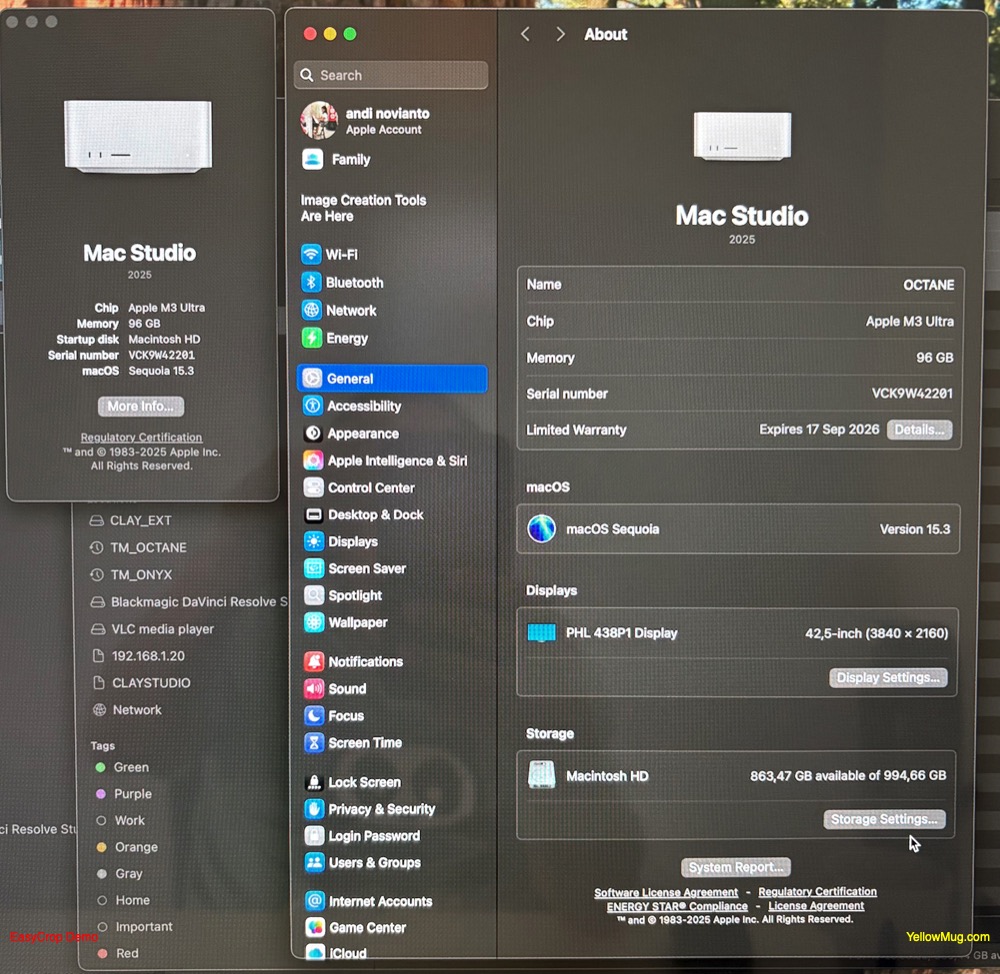 Mac Studio
2025
Chip Apple M3 Ultra
Memory 96 GB
Startup disk Macintosh HD
Serial number VCK9W42201
macOS Sequoia 15.3
More Info...
Regulatory Certification
™ and © 1983-2025 Apple Inc.
All Rights Reserved.
CLAY_EXT
TM_OCTANE
TM_ONYX
Blackmagic DaVinci Resolve S
VLC media player
192.168.1.20
CLAYSTUDIO
Network
Tags
Green
Purple
Work
Orange
Gray
Home
Important
Red
ci Resolve Stu
EasyCrop Demo
Search
andi novianto
Apple Account
Family
Image Creation Tools
Are Here
Wi-Fi
Bluetooth
Network
Energy
General
Accessibility
Appearance
Apple Intelligence & Siri
Control Center
Desktop & Dock
Displays
Screen Saver
Spotlight
Wallpaper
Notifications
Sound
Focus
Screen Time
Lock Screen
Privacy & Security
Login Password
Users & Groups
Internet Accounts
Game Center
iCloud
About
Mac Studio
2025
Name OCTANE
Chip Apple M3 Ultra
Memory 96 GB
Serial number VCK9W42201
Limited Warranty Expires 17 Sep 2026 Details...
macOS
macOS Sequoia Version 15.3
Displays
PHL 438P1 Display 42,5-inch (3840 × 2160)
Display Settings...
Storage
Macintosh HD 863,47 GB available of 994,66 GB
Storage Settings...
System Report...
Software License Agreement - Regulatory Certification
ENERGY STAR® Compliance - License Agreement
™ and © 1983-2025 Apple Inc. All Rights Reserved.
YellowMug.com